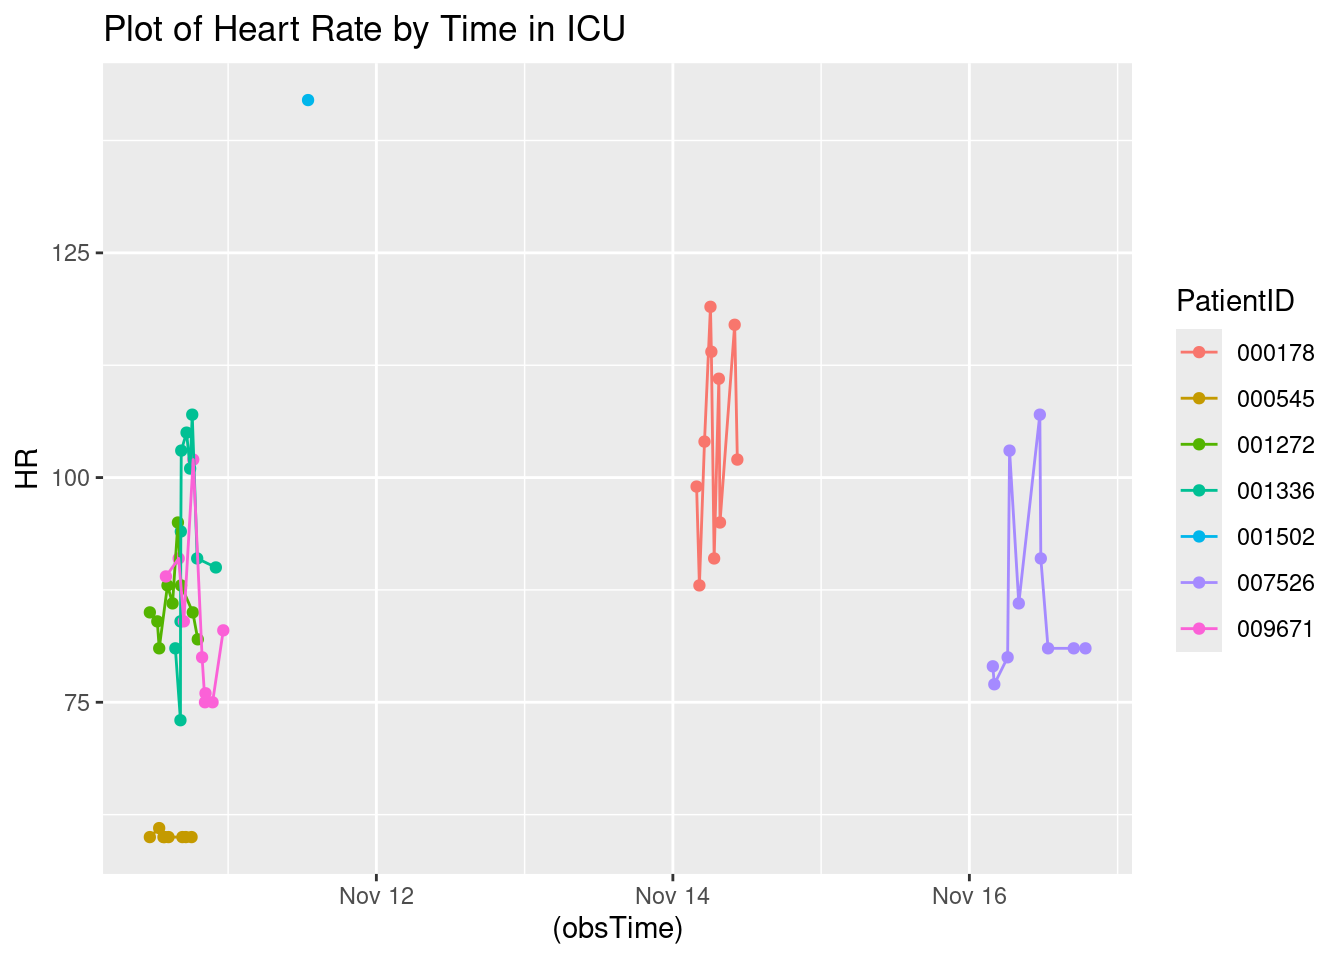 Plot of Heart Rate by Time in ICU
HR
125
100
75
Nov 12
Nov 14
Nov 16
(obsTime)
PatientID
000178
000545
001272
001336
001502
007526
009671